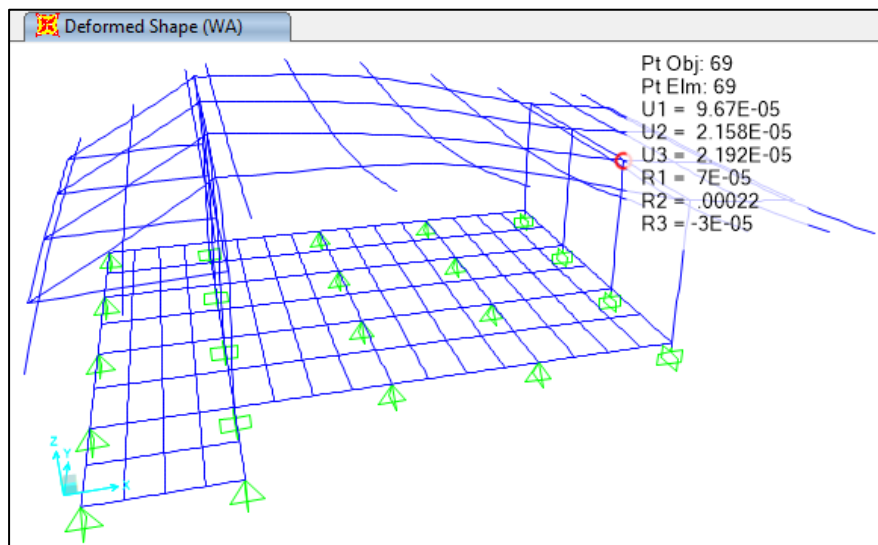 Deformed Shape (WA)
Pt Obj: 69
Pt Elm: 69
U1 = 9.67E-05
U2 = 2.158E-05
U3 = 2.192E-05
R1 = 7E-05
R2 = .00022
R3 = -3E-05
Z
Y
X